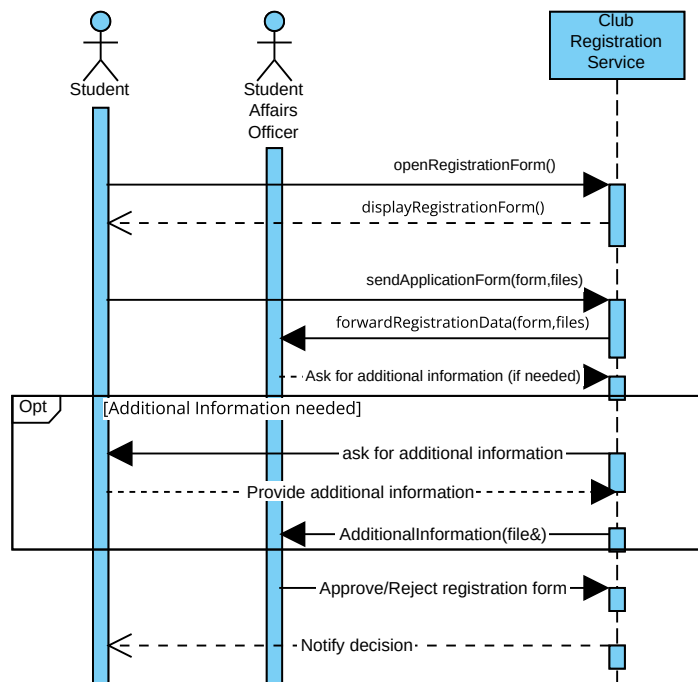 Club
Registration
Service
Student
Student
Affairs
Officer
openRegistrationForm()
displayRegistrationForm()
sendApplicationForm(form,files)
forwardRegistrationData(form,files)
Ask for additional information (if needed)
Opt
[Additional Information needed]
ask for additional information
Provide additional information
AdditionalInformation(file&)
Approve/Reject registration form
Notify decision